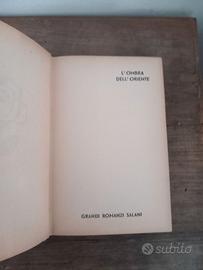 L'OMBRA
DELL'ORIENTE
GRANDI ROMANZI SALANI
subito